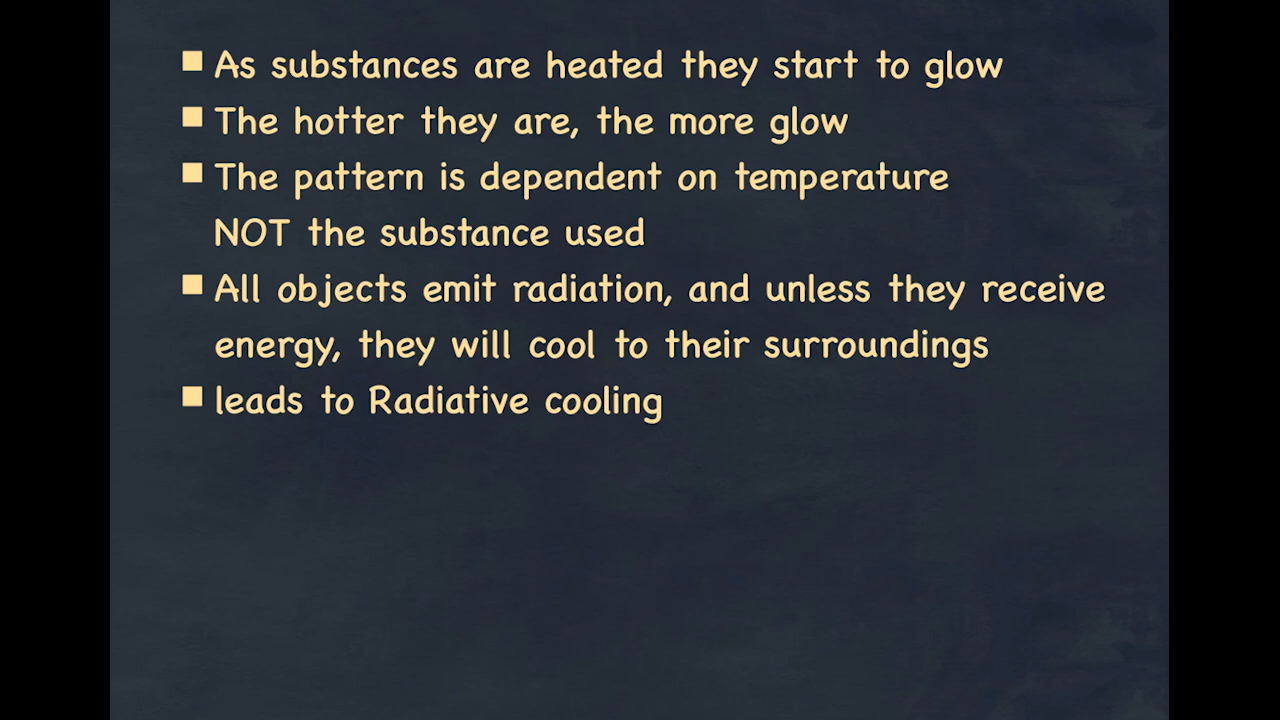 ■ As substances are heated they start to glow
■ The hotter they are, the more glow
■ The pattern is dependent on temperature
NOT the substance used
■ All objects emit radiation, and unless they receive
energy, they will cool to their surroundings
■ leads to Radiative cooling